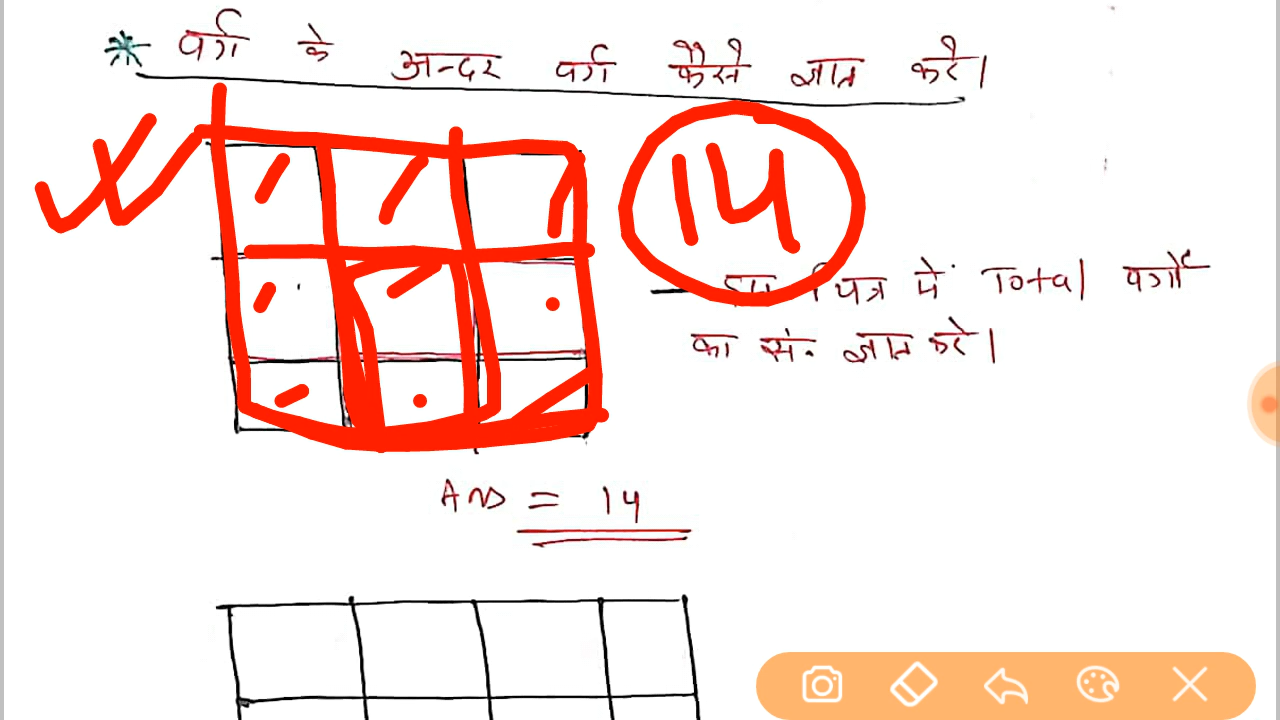 * वर्ग के अन्दर वर्ग कैसे ज्ञात करे।
14
चित्र में Total वर्गों
का सं. ज्ञात करे।
Ans = 14